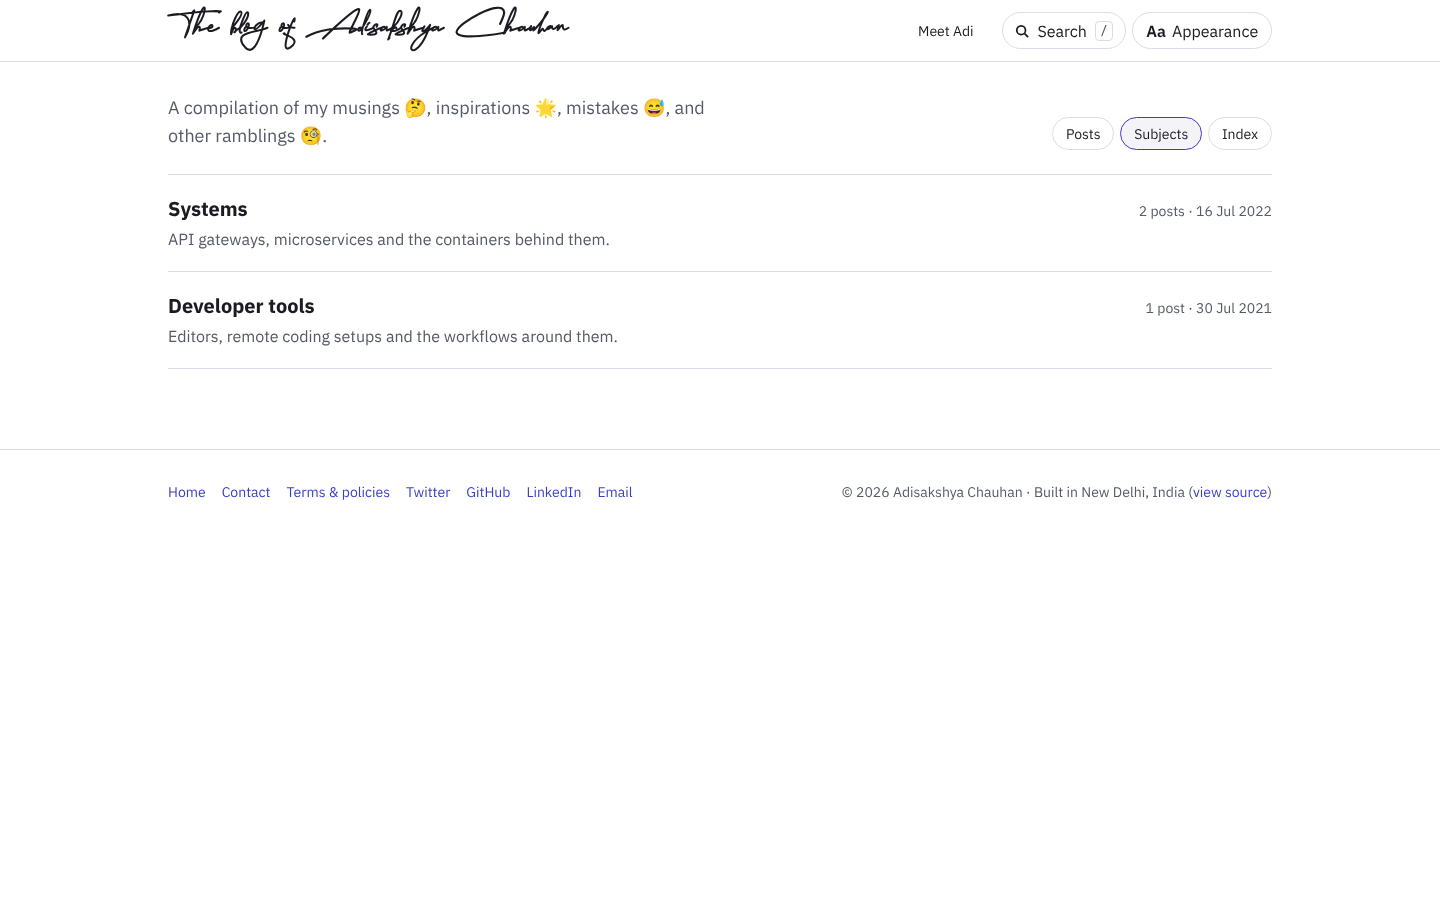 The blog of Adisakshya Chauhan
Meet Adi
Search /
Aa Appearance
A compilation of my musings 🤔, inspirations 🌟, mistakes 😅, and
other ramblings 🧐.
Posts
Subjects
Index
Systems
2 posts · 16 Jul 2022
API gateways, microservices and the containers behind them.
Developer tools
1 post · 30 Jul 2021
Editors, remote coding setups and the workflows around them.
Home
Contact
Terms & policies
Twitter
GitHub
LinkedIn
Email
© 2026 Adisakshya Chauhan · Built in New Delhi, India (view source)